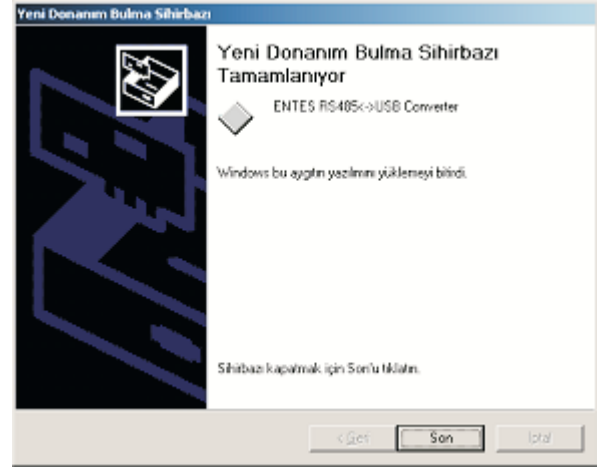 Yeni Donanım Bulma Sihirbazı
Yeni Donanım Bulma Sihirbazı
Tamamlanıyor
ENTES RS485<->USB Converter
Windows bu aygıtın yazılımını yüklemeyi bitirdi.
Sihirbazı kapatmak için Son'u tıklatın.
< Geri Son İptal